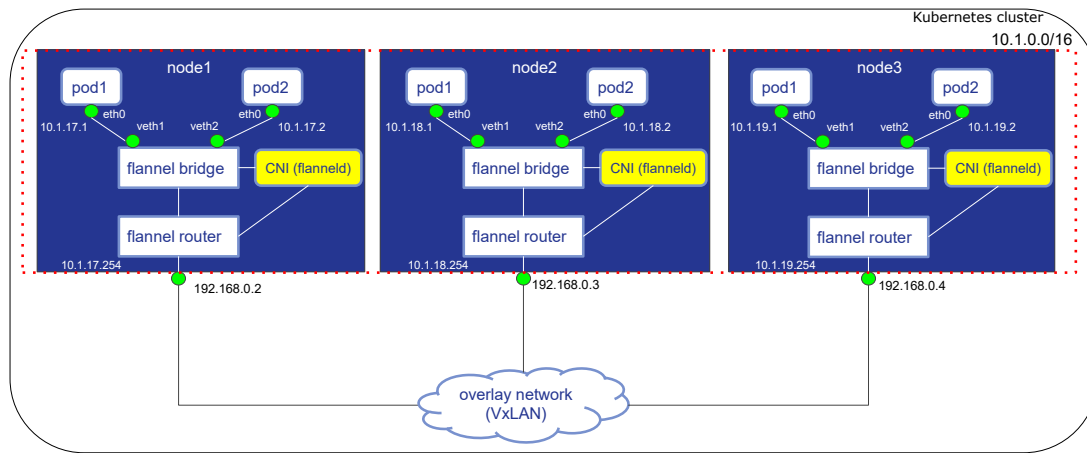 Kubernetes cluster
10.1.0.0/16
node1
pod1
pod2
eth0
eth0
10.1.17.1
veth1
veth2
10.1.17.2
flannel bridge
CNI (flanneld)
flannel router
10.1.17.254
192.168.0.2
node2
pod1
pod2
eth0
eth0
10.1.18.1
veth1
veth2
10.1.18.2
flannel bridge
CNI (flanneld)
flannel router
10.1.18.254
192.168.0.3
node3
pod1
pod2
eth0
eth0
10.1.19.1
veth1
veth2
10.1.19.2
flannel bridge
CNI (flanneld)
flannel router
10.1.19.254
192.168.0.4
overlay network
(VxLAN)